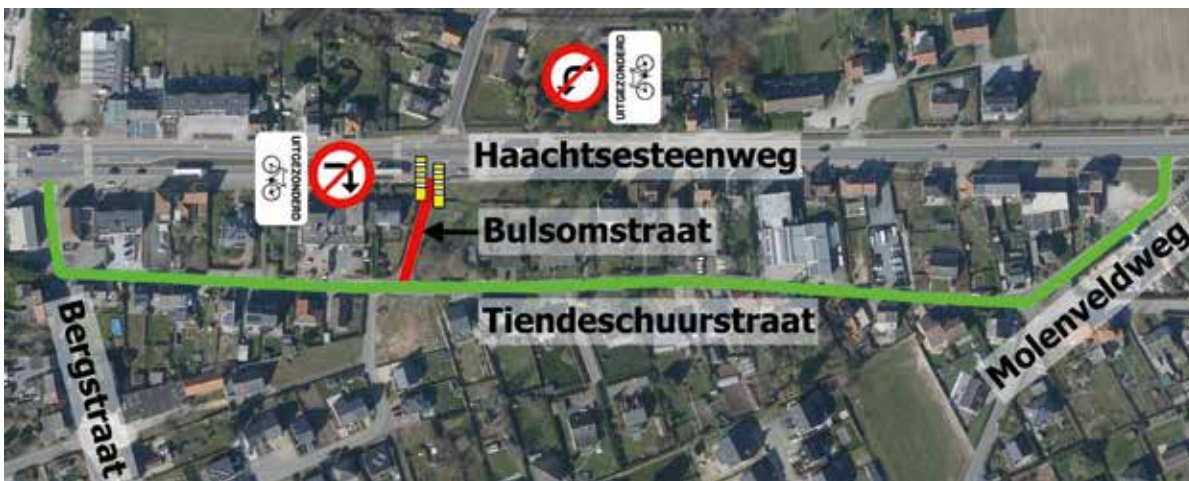 UITGEZONDERD
Haachtsesteenweg
UITGEZONDERD
Bulsomstraat
Tiendeschuurstraat
Bergstraat
Molenveldweg